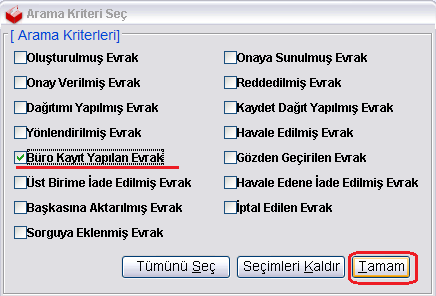 Arama Kriteri Seç
[ Arama Kriterleri]
Oluşturulmuş Evrak
Onaya Sunulmuş Evrak
Onay Verilmiş Evrak
Reddedilmiş Evrak
Dağıtımı Yapılmış Evrak
Kaydet Dağıt Yapılmış Evrak
Yönlendirilmiş Evrak
Havale Edilmiş Evrak
Büro Kayıt Yapılan Evrak
Gözden Geçirilen Evrak
Üst Birime İade Edilmiş Evrak
Havale Edene İade Edilmiş Evrak
Başkasına Aktarılmış Evrak
İptal Edilen Evrak
Sorguya Eklenmiş Evrak
Tümünü Seç
Seçimleri Kaldır
Tamam